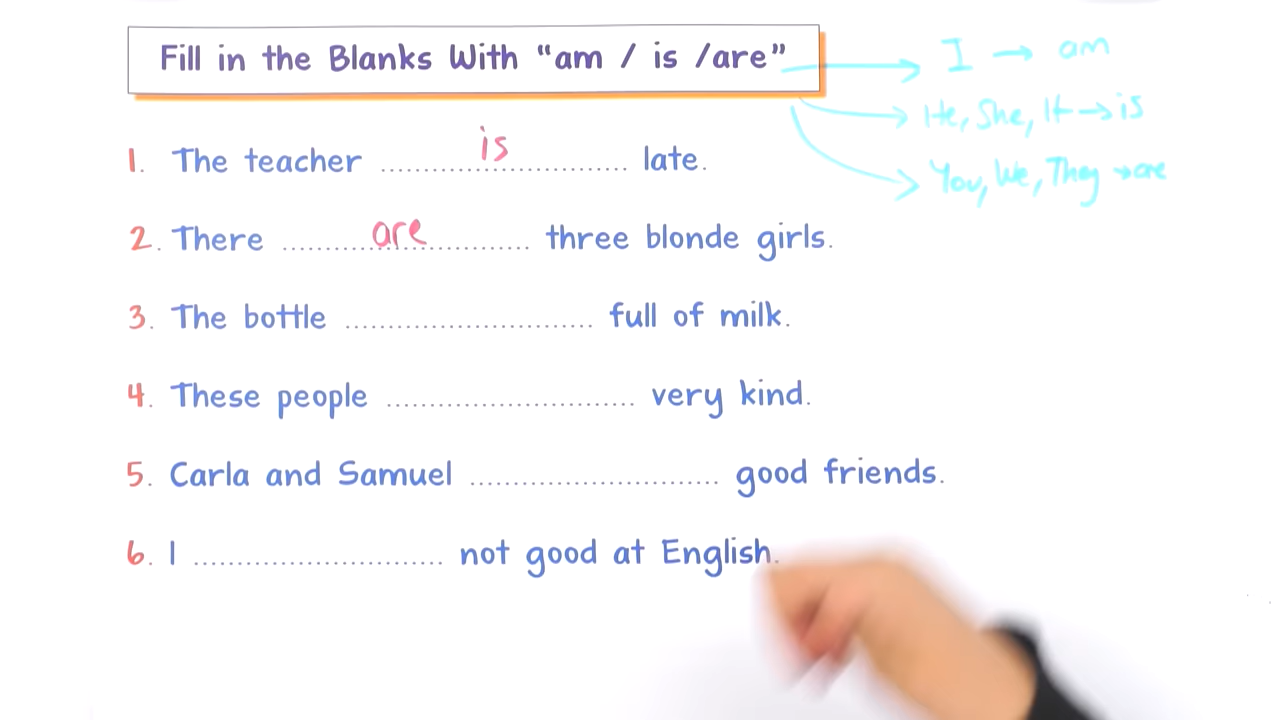 Fill in the Blanks With “am / is /are”
I → am
He, She, It → is
You, We, They → are
1. The teacher ............is............ late.
2. There ............are............ three blonde girls.
3. The bottle ............................. full of milk.
4. These people ............................. very kind.
5. Carla and Samuel ............................. good friends.
6. I ............................. not good at English.